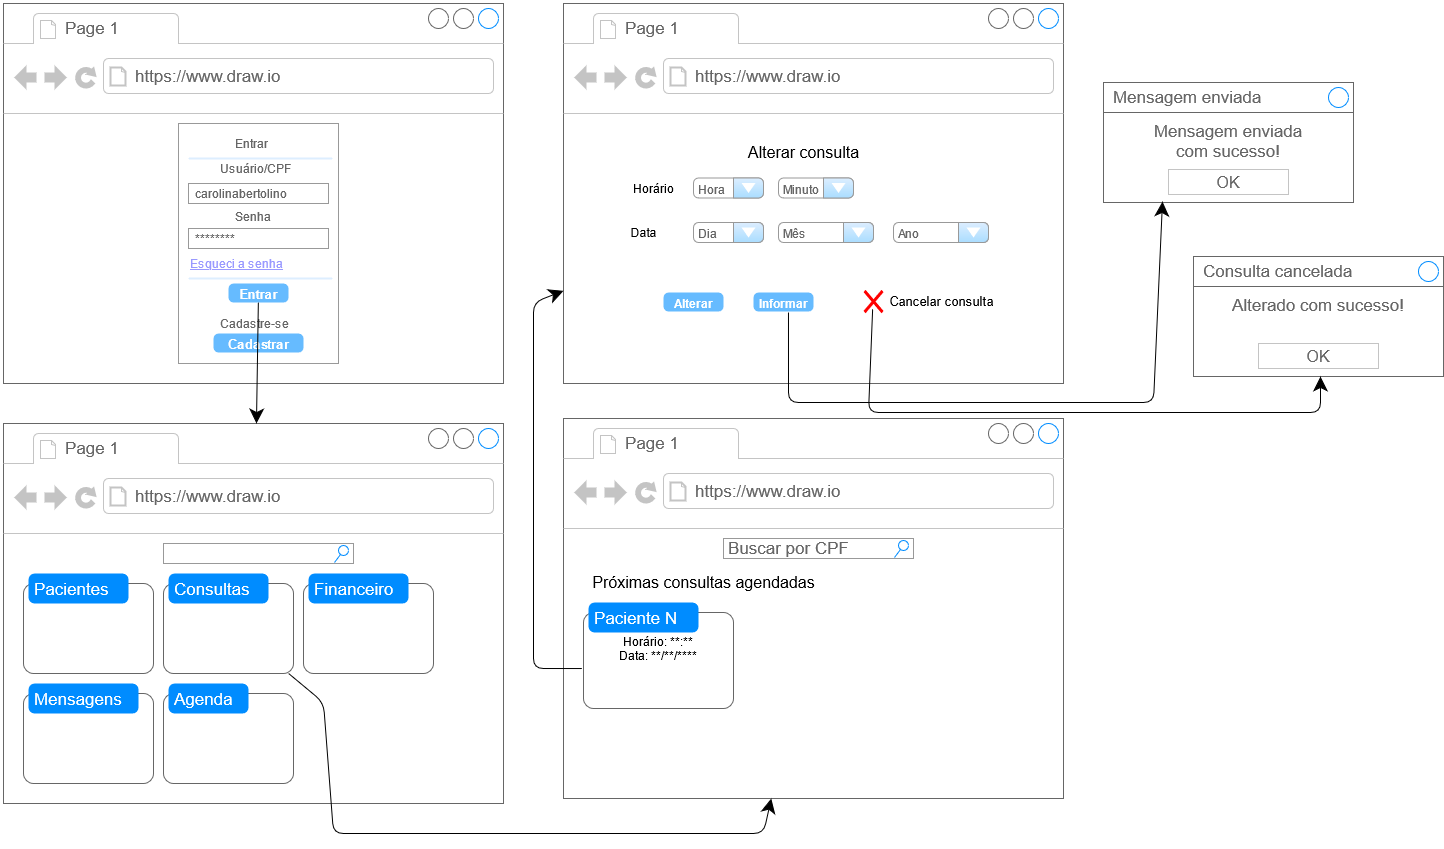 Page 1
https://www.draw.io
Entrar
Usuário/CPF
carolinabertolino
Senha
********
Esqueci a senha
Entrar
Cadastre-se
Cadastrar
Page 1
https://www.draw.io
Alterar consulta
Horário
Hora
Minuto
Data
Dia
Mês
Ano
Alterar
Informar
Cancelar consulta
Mensagem enviada
Mensagem enviada
com sucesso!
OK
Consulta cancelada
Alterado com sucesso!
OK
Page 1
https://www.draw.io
Pacientes
Consultas
Financeiro
Mensagens
Agenda
Page 1
https://www.draw.io
Buscar por CPF
Próximas consultas agendadas
Paciente N
Horário: **:**
Data: **/**/****